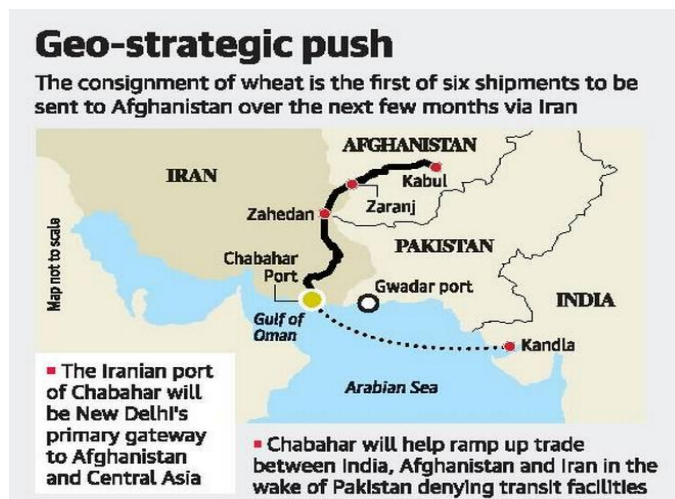 Geo-strategic push
The consignment of wheat is the first of six shipments to be
sent to Afghanistan over the next few months via Iran
AFGHANISTAN
IRAN
Kabul
Zaranj
Zahedan
Map not to scale
PAKISTAN
Chabahar
Port
Gwadar port
INDIA
Gulf of
Oman
Kandla
Arabian Sea
▪ The Iranian port
of Chabahar will
be New Delhi's
primary gateway
to Afghanistan
and Central Asia
▪ Chabahar will help ramp up trade
between India, Afghanistan and Iran in the
wake of Pakistan denying transit facilities